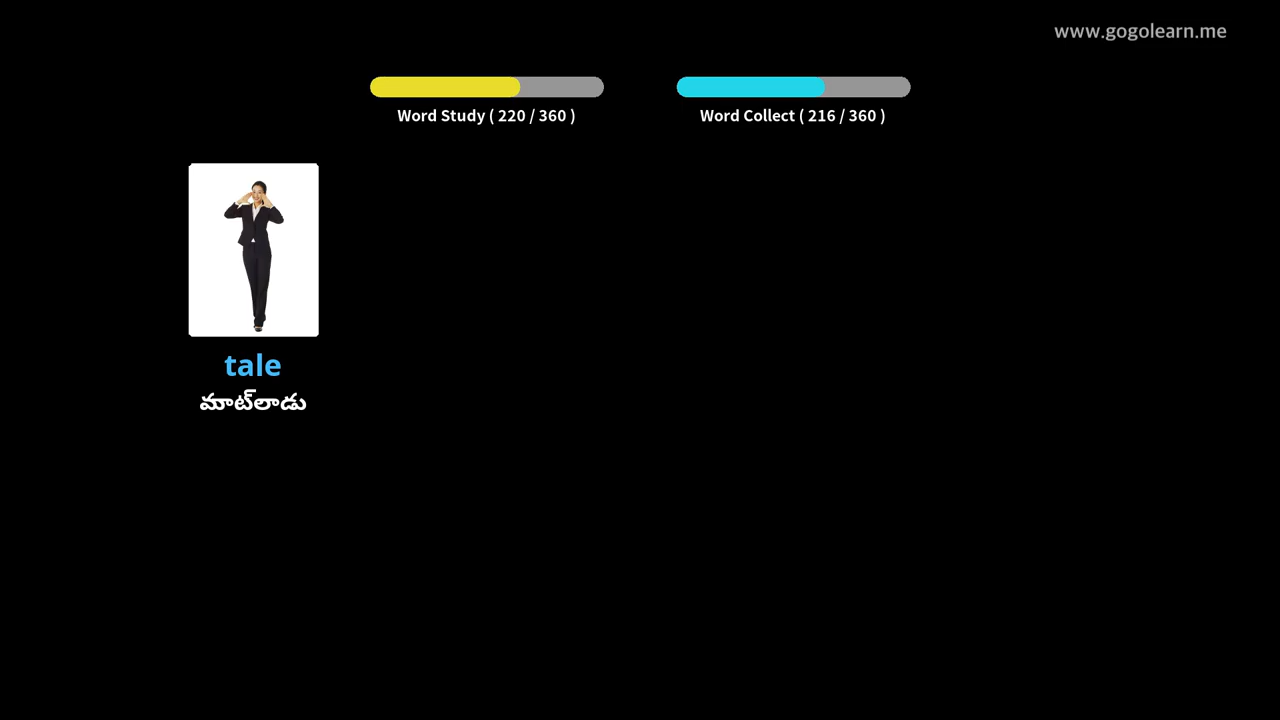 www.gogolearn.me
Word Study ( 220 / 360 )
Word Collect ( 216 / 360 )
tale
మాట్‌లాడు